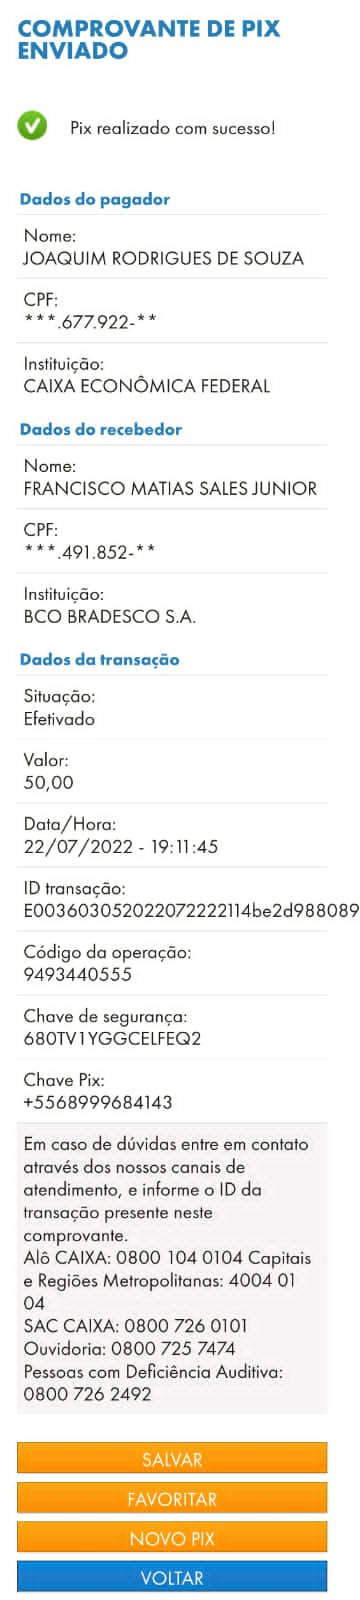 COMPROVANTE DE PIX
ENVIADO
Pix realizado com sucesso!
Dados do pagador
Nome:
JOAQUIM RODRIGUES DE SOUZA
CPF:
***.677.922-**
Instituição:
CAIXA ECONÔMICA FEDERAL
Dados do recebedor
Nome:
FRANCISCO MATIAS SALES JUNIOR
CPF:
***.491.852-**
Instituição:
BCO BRADESCO S.A.
Dados da transação
Situação:
Efetivado
Valor:
50,00
Data/Hora:
22/07/2022 - 19:11:45
ID transação:
E003603052022072222114be2d988089
Código da operação:
9493440555
Chave de segurança:
680TV1YGGCELFEQ2
Chave Pix:
+5568999684143
Em caso de dúvidas entre em contato
através dos nossos canais de
atendimento, e informe o ID da
transação presente neste
comprovante.
Alô CAIXA: 0800 104 0104 Capitais
e Regiões Metropolitanas: 4004 01
04
SAC CAIXA: 0800 726 0101
Ouvidoria: 0800 725 7474
Pessoas com Deficiência Auditiva:
0800 726 2492
SALVAR
FAVORITAR
NOVO PIX
VOLTAR